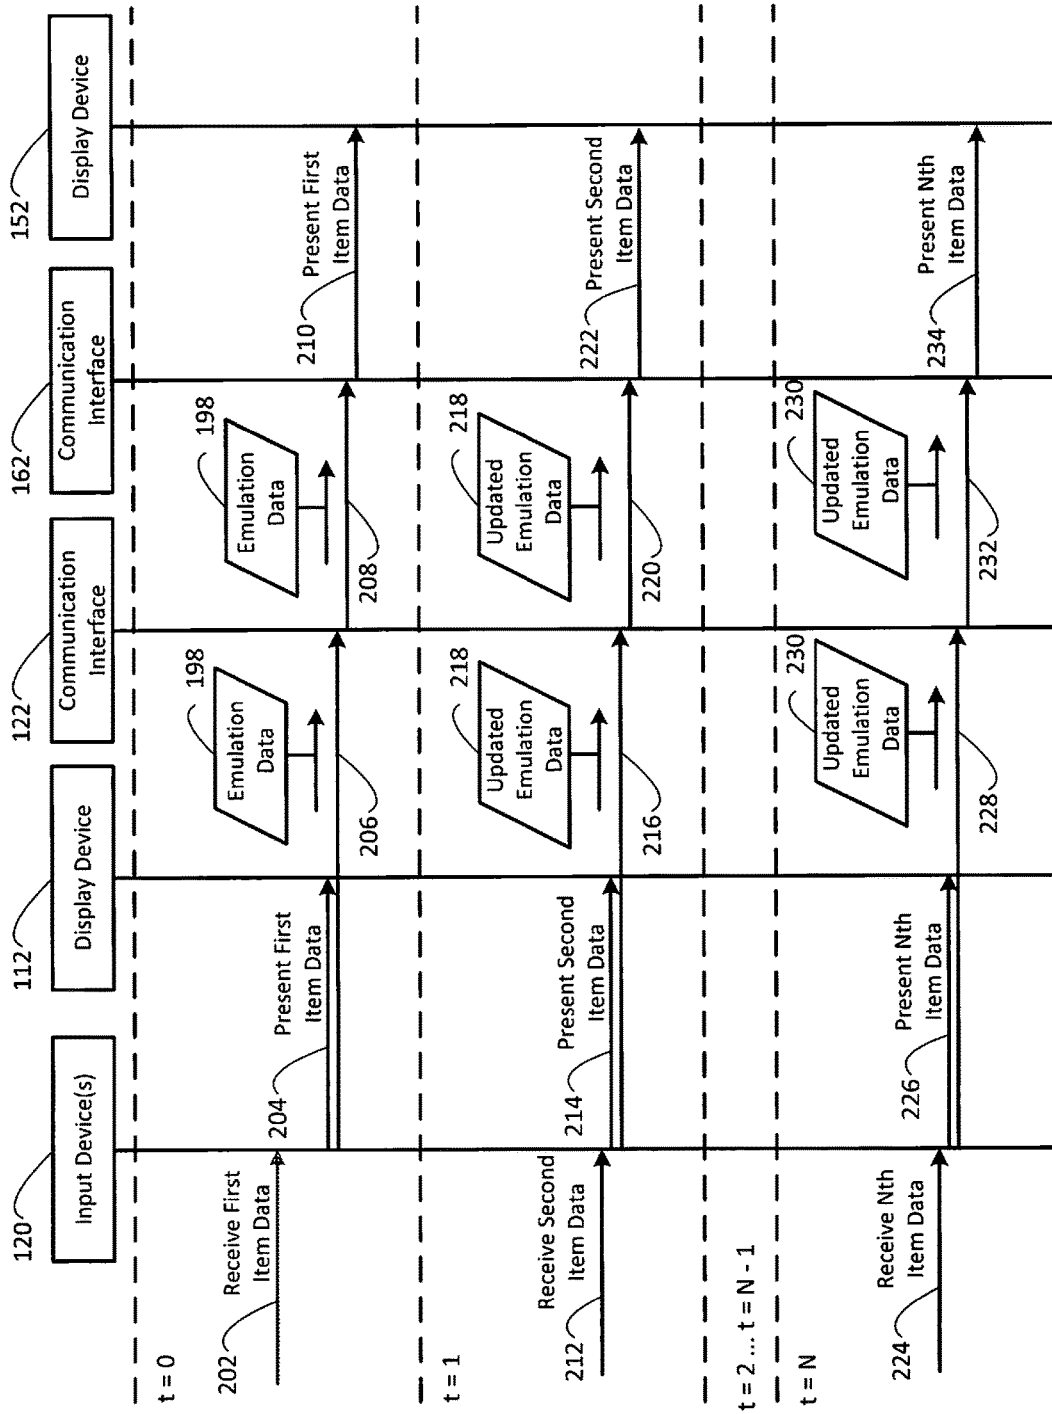 120
112
122
162
152
Input Device(s)
Display Device
Communication
Interface
Communication
Interface
Display Device
t = 0
202
Receive First
Item Data
204
Present First
Item Data
Emulation
Data
198
206
Emulation
Data
198
208
210
Present First
Item Data
t = 1
212
Receive Second
Item Data
214
Present Second
Item Data
Updated
Emulation
Data
218
216
Updated
Emulation
Data
218
220
222
Present Second
Item Data
t = 2 ... t = N - 1
t = N
224
Receive Nth
Item Data
226
Present Nth
Item Data
Updated
Emulation
Data
230
228
Updated
Emulation
Data
230
232
234
Present Nth
Item Data